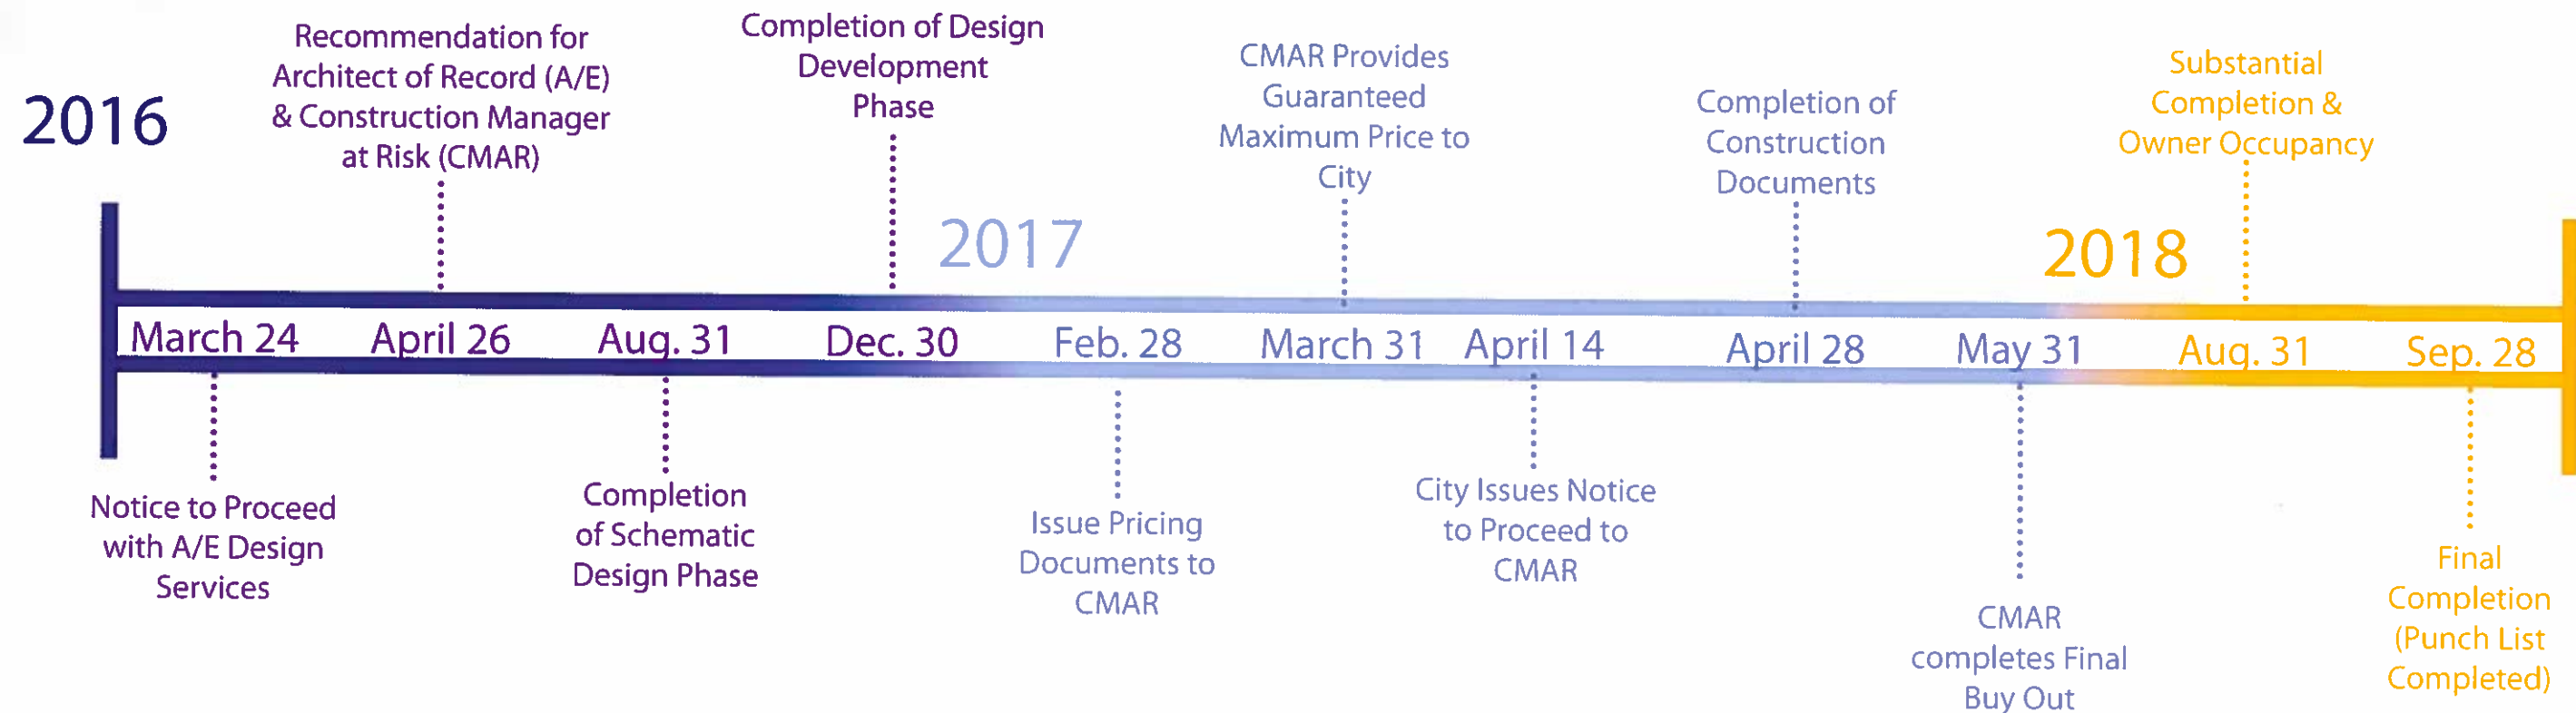 2016
Recommendation for
Architect of Record (A/E)
& Construction Manager
at Risk (CMAR)
Completion of Design
Development
Phase
2017
CMAR Provides
Guaranteed
Maximum Price to
City
Completion of
Construction
Documents
2018
Substantial
Completion &
Owner Occupancy
March 24 April 26 Aug. 31 Dec. 30 Feb. 28 March 31 April 14 April 28 May 31 Aug. 31 Sep. 28
Notice to Proceed
with A/E Design
Services
Completion
of Schematic
Design Phase
Issue Pricing
Documents to
CMAR
City Issues Notice
to Proceed to
CMAR
CMAR
completes Final
Buy Out
Final
Completion
(Punch List
Completed)